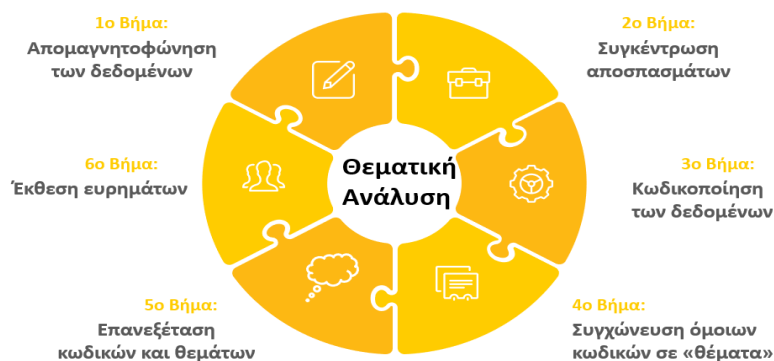 1ο Βήμα:
Απομαγνητοφώνηση
των δεδομένων
2ο Βήμα:
Συγκέντρωση
αποσπασμάτων
3ο Βήμα:
Κωδικοποίηση
των δεδομένων
4ο Βήμα:
Συγχώνευση όμοιων
κωδικών σε «θέματα»
5ο Βήμα:
Επανεξέταση
κωδικών και θεμάτων
6ο Βήμα:
Έκθεση ευρημάτων
Θεματική
Ανάλυση